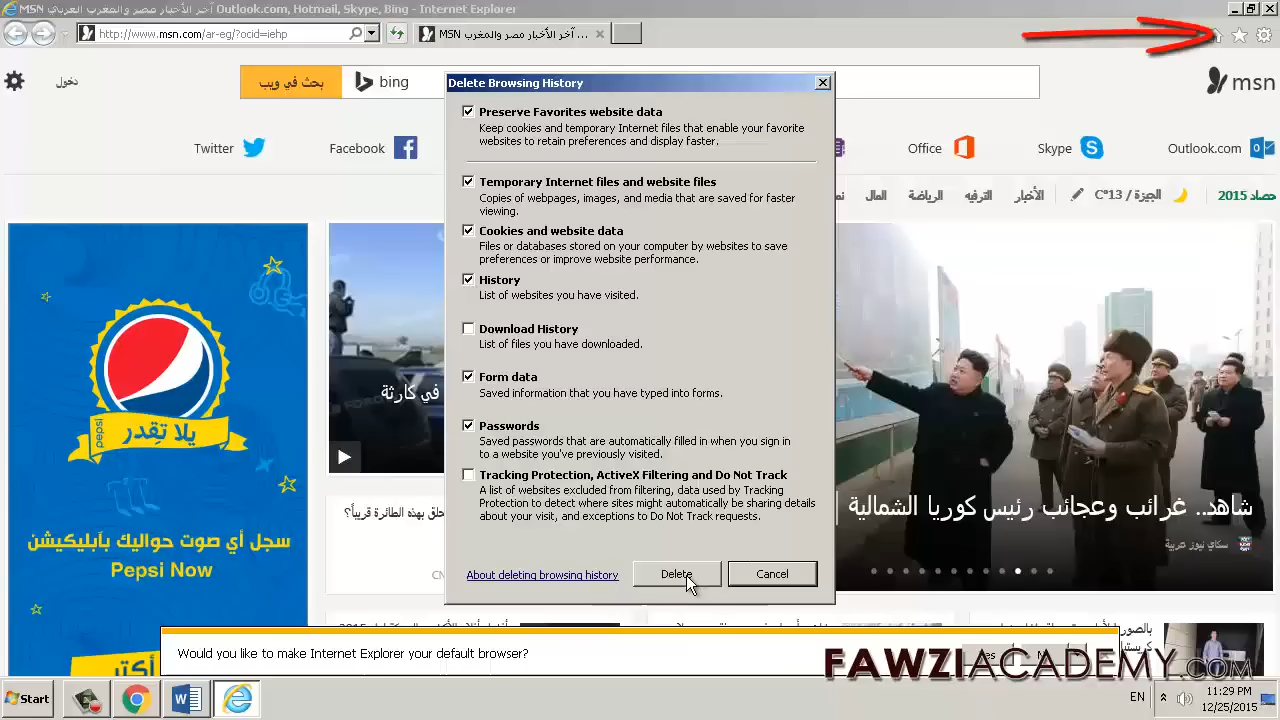 MSN آخر الأخبار مصر والمغرب العربي| Outlook.com, Hotmail, Skype, Bing - Internet Explorer
http://www.msn.com/ar-eg/?ocid=iehp
MSN آخر الأخبار مصر والمغرب ...
دخول
بحث في ويب
bing
msn
Twitter
Facebook
Office
Skype
Outlook.com
حصاد 2015
الجيزة / 13°C
الأخبار
الترفيه
الرياضة
المال
Delete Browsing History
Preserve Favorites website data
Keep cookies and temporary Internet files that enable your favorite
websites to retain preferences and display faster.
Temporary Internet files and website files
Copies of webpages, images, and media that are saved for faster
viewing.
Cookies and website data
Files or databases stored on your computer by websites to save
preferences or improve website performance.
History
List of websites you have visited.
Download History
List of files you have downloaded.
Form data
Saved information that you have typed into forms.
Passwords
Saved passwords that are automatically filled in when you sign in
to a website you've previously visited.
Tracking Protection, ActiveX Filtering and Do Not Track
A list of websites excluded from filtering, data used by Tracking
Protection to detect where sites might automatically be sharing details
about your visit, and exceptions to Do Not Track requests.
About deleting browsing history
Delete
Cancel
pepsi
يلا تِقدر
سجل أي صوت حواليك بآبليكيشن
Pepsi Now
أكتر
في كارثة
حلق بهذه الطائرة قريباً؟
شاهد.. غرائب وعجائب رئيس كوريا الشمالية
سكاي نيوز عربية
Would you like to make Internet Explorer your default browser?
FAWZIACADEMY.COM
Start
EN
11:29 PM
12/25/2015